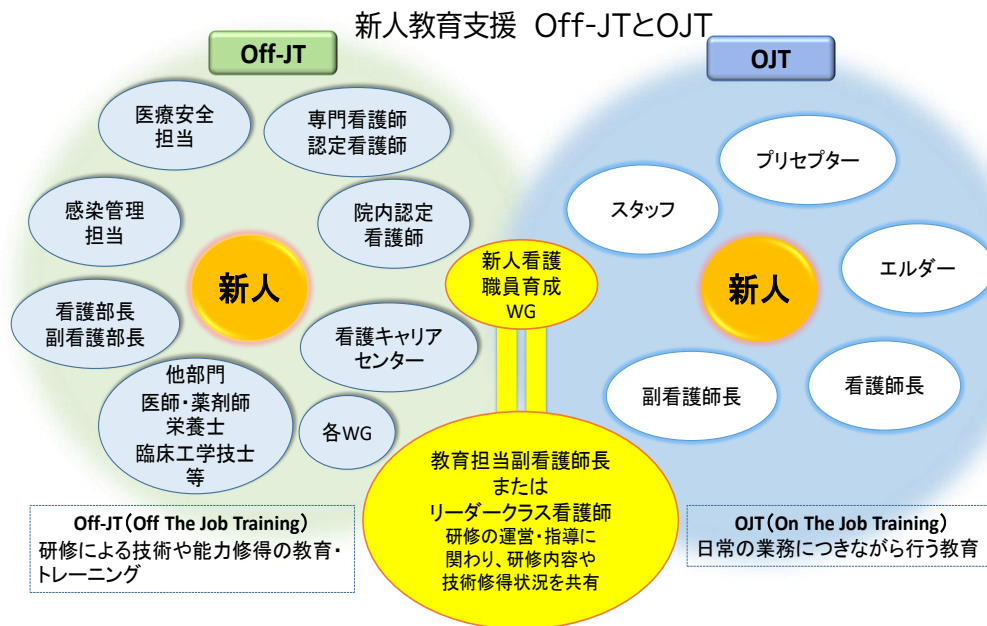 新人教育支援 Off-JTとOJT
Off-JT
医療安全
担当
専門看護師
認定看護師
感染管理
担当
院内認定
看護師
新人
看護部長
副看護部長
看護キャリア
センター
他部門
医師・薬剤師
栄養士
臨床工学技士
等
各WG
Off-JT(Off The Job Training)
研修による技術や能力修得の教育・
トレーニング
新人看護
職員育成
WG
教育担当副看護師長
または
リーダークラス看護師
研修の運営・指導に
関わり、研修内容や
技術修得状況を共有
OJT
プリセプター
スタッフ
エルダー
新人
副看護師長
看護師長
OJT(On The Job Training)
日常の業務につきながら行う教育